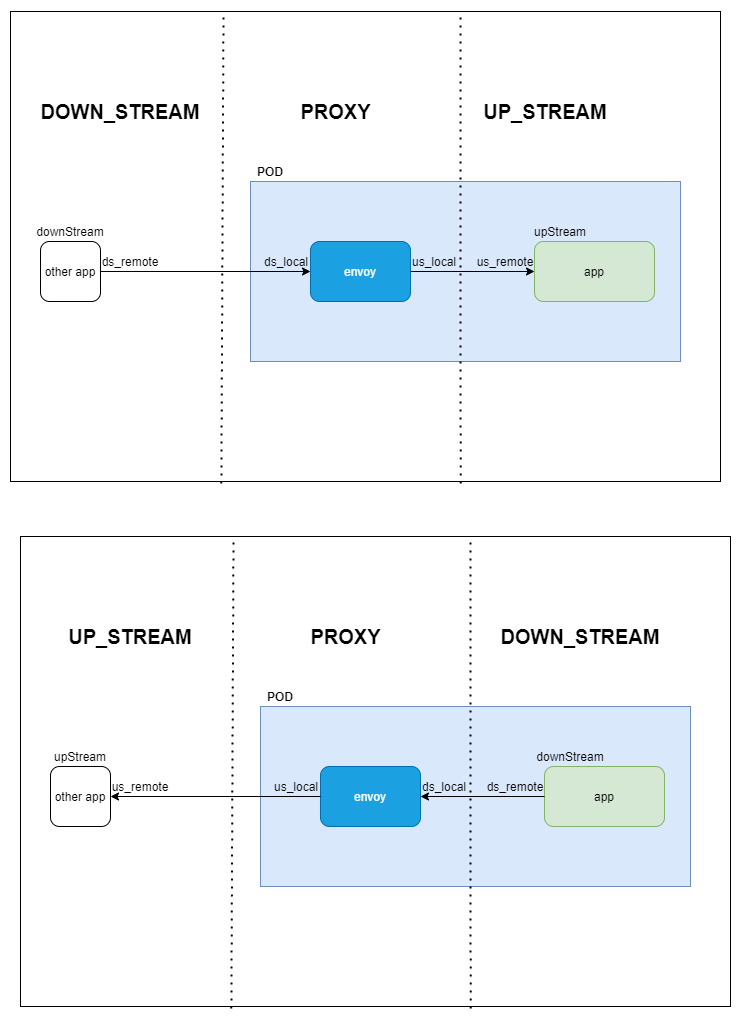 DOWN_STREAM PROXY UP_STREAM
POD
downStream upStream
ds_remote ds_local us_local us_remote
other app envoy app
UP_STREAM PROXY DOWN_STREAM
POD
upStream downStream
us_remote us_local ds_local ds_remote
other app envoy app